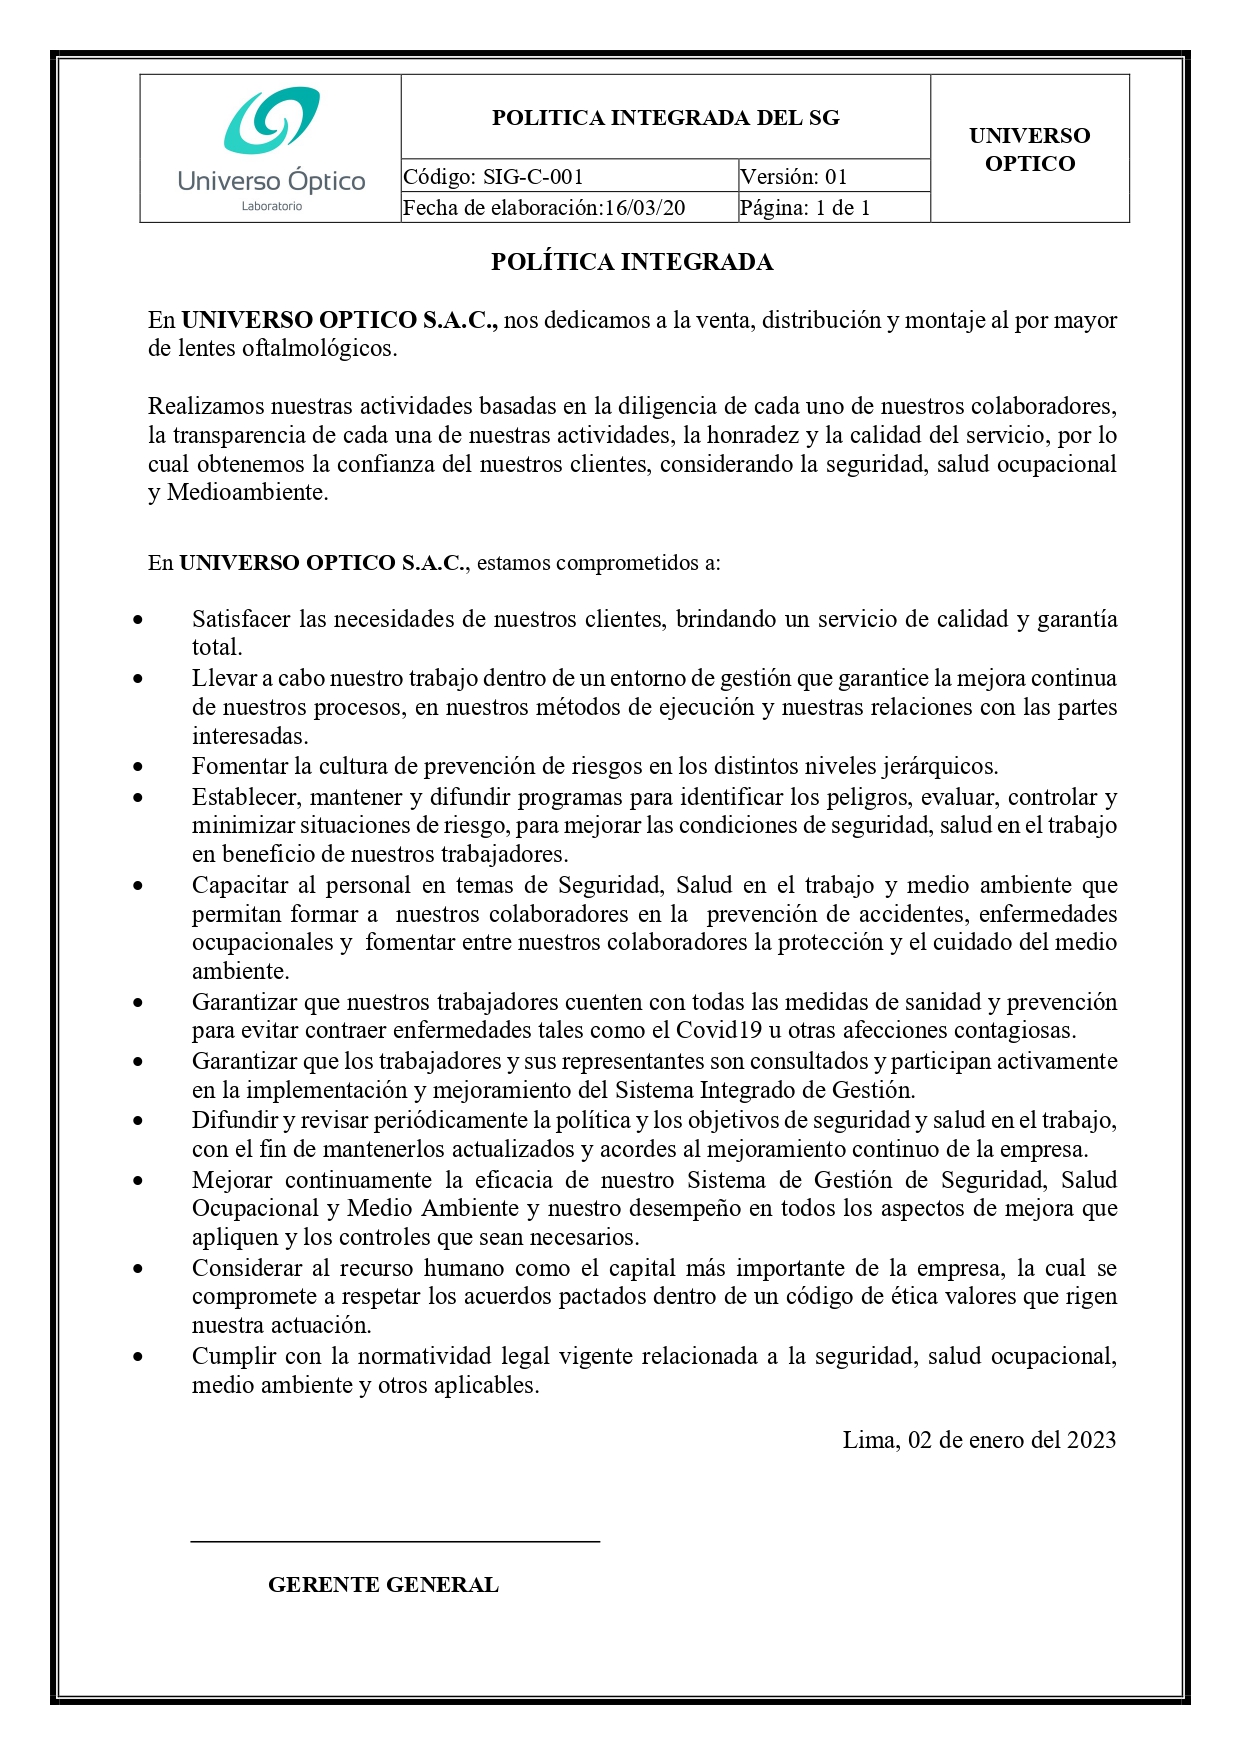 Universo Óptico
Laboratorio
POLITICA INTEGRADA DEL SG
UNIVERSO
OPTICO
Código: SIG-C-001
Versión: 01
Fecha de elaboración:16/03/20
Página: 1 de 1
POLÍTICA INTEGRADA
En UNIVERSO OPTICO S.A.C., nos dedicamos a la venta, distribución y montaje al por mayor
de lentes oftalmológicos.
Realizamos nuestras actividades basadas en la diligencia de cada uno de nuestros colaboradores,
la transparencia de cada una de nuestras actividades, la honradez y la calidad del servicio, por lo
cual obtenemos la confianza del nuestros clientes, considerando la seguridad, salud ocupacional
y Medioambiente.
En UNIVERSO OPTICO S.A.C., estamos comprometidos a:
• Satisfacer las necesidades de nuestros clientes, brindando un servicio de calidad y garantía
total.
• Llevar a cabo nuestro trabajo dentro de un entorno de gestión que garantice la mejora continua
de nuestros procesos, en nuestros métodos de ejecución y nuestras relaciones con las partes
interesadas.
• Fomentar la cultura de prevención de riesgos en los distintos niveles jerárquicos.
• Establecer, mantener y difundir programas para identificar los peligros, evaluar, controlar y
minimizar situaciones de riesgo, para mejorar las condiciones de seguridad, salud en el trabajo
en beneficio de nuestros trabajadores.
• Capacitar al personal en temas de Seguridad, Salud en el trabajo y medio ambiente que
permitan formar a nuestros colaboradores en la prevención de accidentes, enfermedades
ocupacionales y fomentar entre nuestros colaboradores la protección y el cuidado del medio
ambiente.
• Garantizar que nuestros trabajadores cuenten con todas las medidas de sanidad y prevención
para evitar contraer enfermedades tales como el Covid19 u otras afecciones contagiosas.
• Garantizar que los trabajadores y sus representantes son consultados y participan activamente
en la implementación y mejoramiento del Sistema Integrado de Gestión.
• Difundir y revisar periódicamente la política y los objetivos de seguridad y salud en el trabajo,
con el fin de mantenerlos actualizados y acordes al mejoramiento continuo de la empresa.
• Mejorar continuamente la eficacia de nuestro Sistema de Gestión de Seguridad, Salud
Ocupacional y Medio Ambiente y nuestro desempeño en todos los aspectos de mejora que
apliquen y los controles que sean necesarios.
• Considerar al recurso humano como el capital más importante de la empresa, la cual se
compromete a respetar los acuerdos pactados dentro de un código de ética valores que rigen
nuestra actuación.
• Cumplir con la normatividad legal vigente relacionada a la seguridad, salud ocupacional,
medio ambiente y otros aplicables.
Lima, 02 de enero del 2023
GERENTE GENERAL